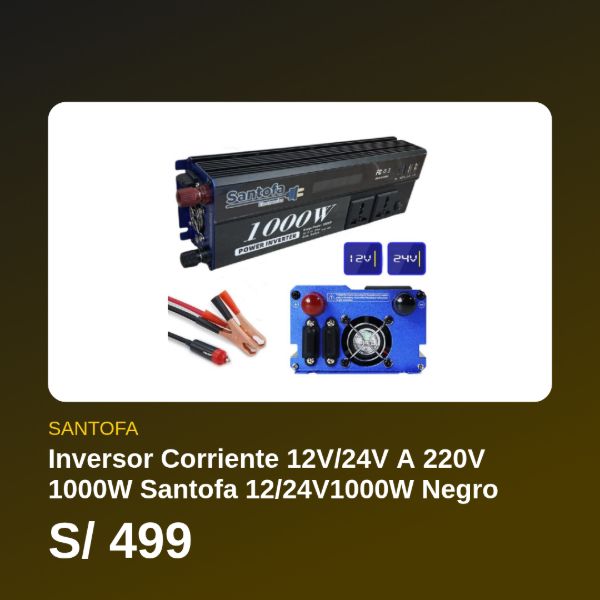 Santofa
1000W
POWER INVERTER
12V
24V
SANTOFA
Inversor Corriente 12V/24V A 220V
1000W Santofa 12/24V1000W Negro
S/ 499